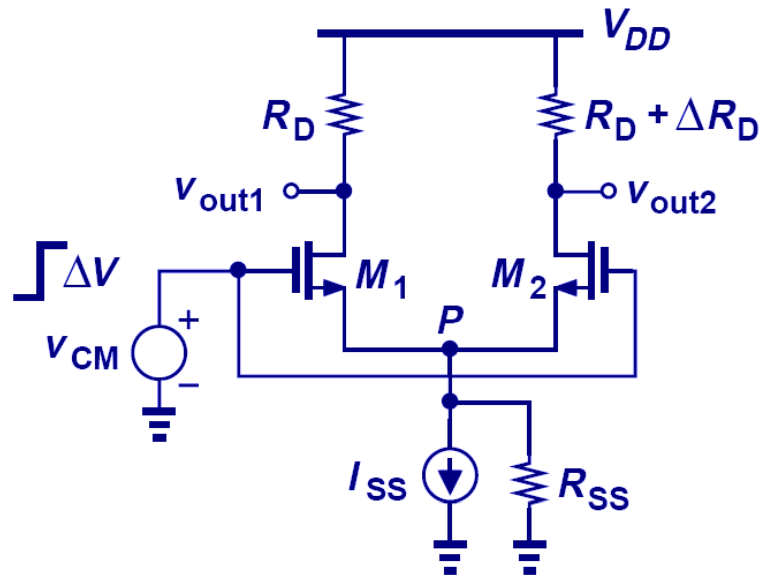 V_DD
R_D
R_D + ΔR_D
v_out1
v_out2
ΔV
M_1
M_2
P
v_CM
+
−
I_SS
R_SS